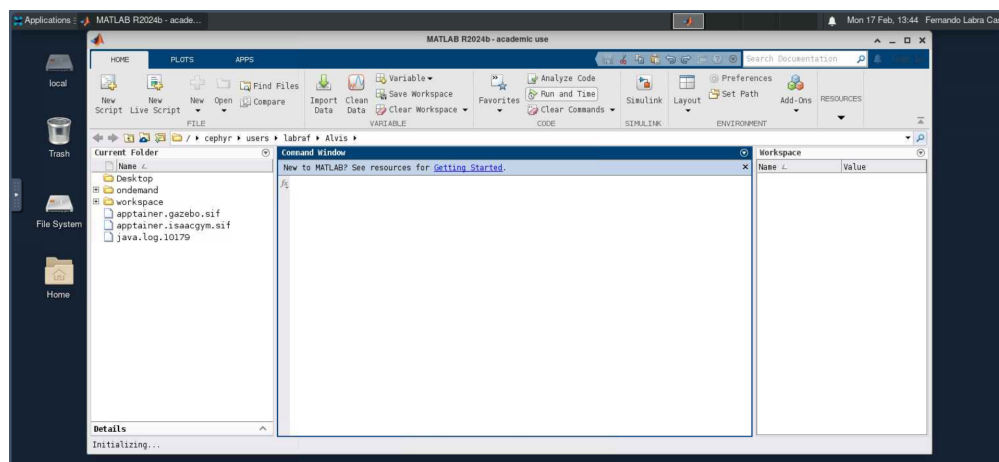 Applications MATLAB R2024b - acade... Mon 17 Feb, 13:44 Fernando Labra Car
MATLAB R2024b - academic use
HOME PLOTS APPS Search Documentation
local
Trash
File System
Home
New Script
New Live Script
New
Open
Find Files
Compare
FILE
Import Data
Clean Data
Variable
Save Workspace
Clear Workspace
VARIABLE
Favorites
Analyze Code
Run and Time
Clear Commands
CODE
Simulink
SIMULINK
Layout
Preferences
Set Path
Add-Ons
ENVIRONMENT
RESOURCES
/ cephyr users labraf Alvis
Current Folder
Name
Desktop
ondemand
workspace
apptainer.gazebo.sif
apptainer.isaacgym.sif
java.log.10179
Details
Initializing...
Command Window
New to MATLAB? See resources for Getting Started.
fx
Workspace
Name Value